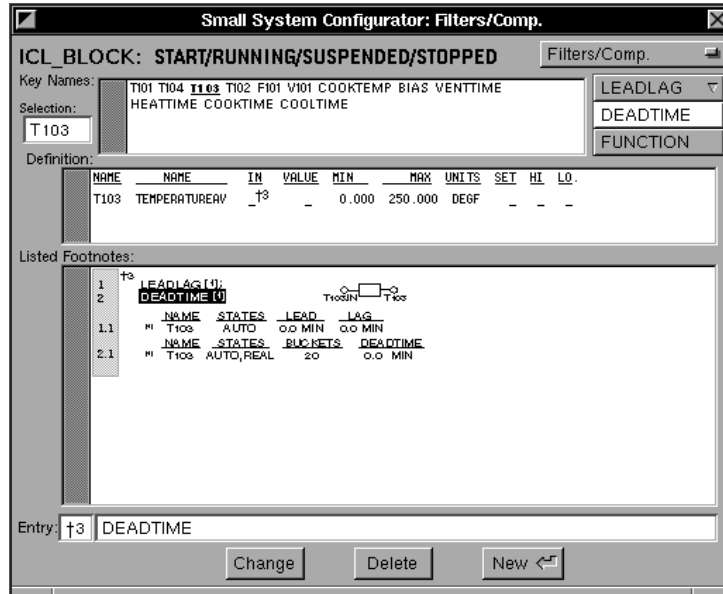 Small System Configurator: Filters/Comp.
ICL_BLOCK: START/RUNNING/SUSPENDED/STOPPED
Filters/Comp.
Key Names:
T101 T104 T103 T102 F101 V101 COOKTEMP BIAS VENTTIME
HEATTIME COOKTIME COOLTIME
LEADLAG
DEADTIME
FUNCTION
Selection:
T103
Definition:
NAME NAME IN VALUE MIN MAX UNITS SET HI LO.
T103 TEMPERATUREAV _†3 _ 0.000 250.000 DEGF _ _ _
Listed Footnotes:
†3
1 LEADLAG [1];
2 DEADTIME [1] T103IN T103
NAME STATES LEAD LAG
1.1 [1] T103 AUTO 0.0 MIN 0.0 MIN
NAME STATES BUCKETS DEADTIME
2.1 [1] T103 AUTO,REAL 20 0.0 MIN
Entry: †3 DEADTIME
Change Delete New